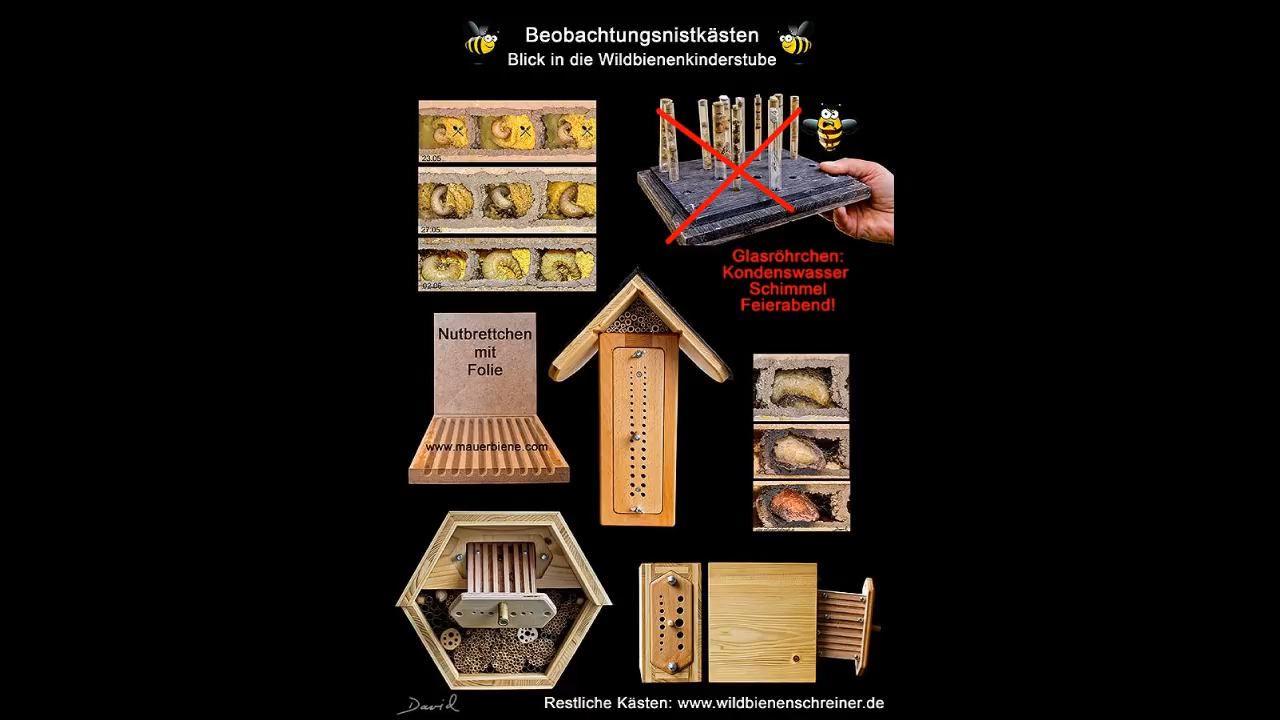 Beobachtungsnistkästen
Blick in die Wildbienenkinderstube
23.05.
27.05.
02.06.
Glasröhrchen:
Kondenswasser
Schimmel
Feierabend!
Nutbrettchen
mit
Folie
www.mauerbiene.com
David
Restliche Kästen: www.wildbienenschreiner.de